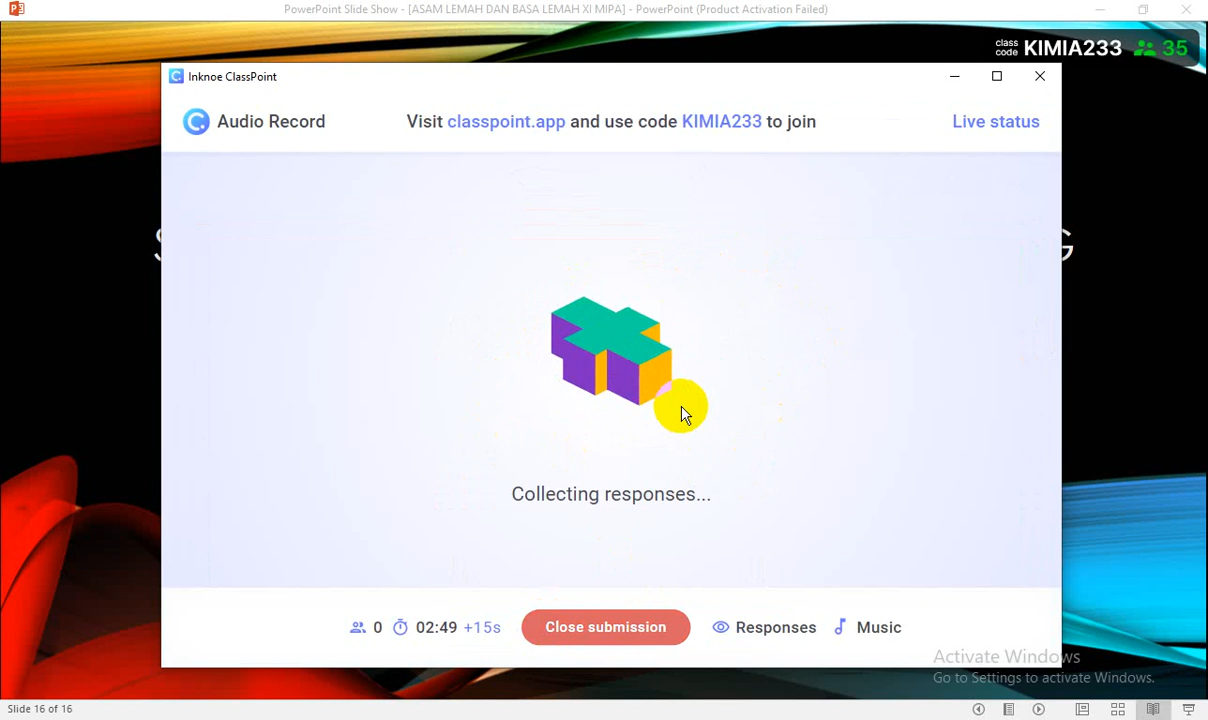 PowerPoint Slide Show - [ASAM LEMAH DAN BASA LEMAH XI MIPA] - PowerPoint (Product Activation Failed)
class code KIMIA233 35
Inknoe ClassPoint
Audio Record
Visit classpoint.app and use code KIMIA233 to join
Live status
S G
Collecting responses...
0 02:49 +15s Close submission Responses Music
Activate Windows
Go to Settings to activate Windows.
Slide 16 of 16